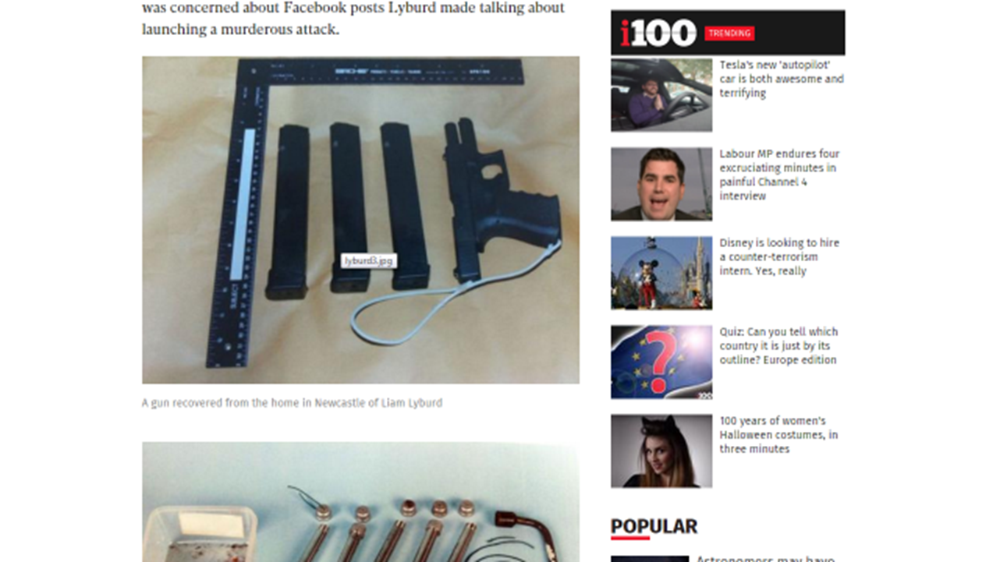 was concerned about Facebook posts Lyburd made talking about
launching a murderous attack.
SUBJECT
lyburd3.jpg
A gun recovered from the home in Newcastle of Liam Lyburd
i100 TRENDING
Tesla's new 'autopilot'
car is both awesome and
terrifying
Labour MP endures four
excruciating minutes in
painful Channel 4
interview
Disney is looking to hire
a counter-terrorism
intern. Yes, really
Quiz: Can you tell which
country it is just by its
outline? Europe edition
?
100 years of women's
Halloween costumes, in
three minutes
POPULAR
Astronomers may have